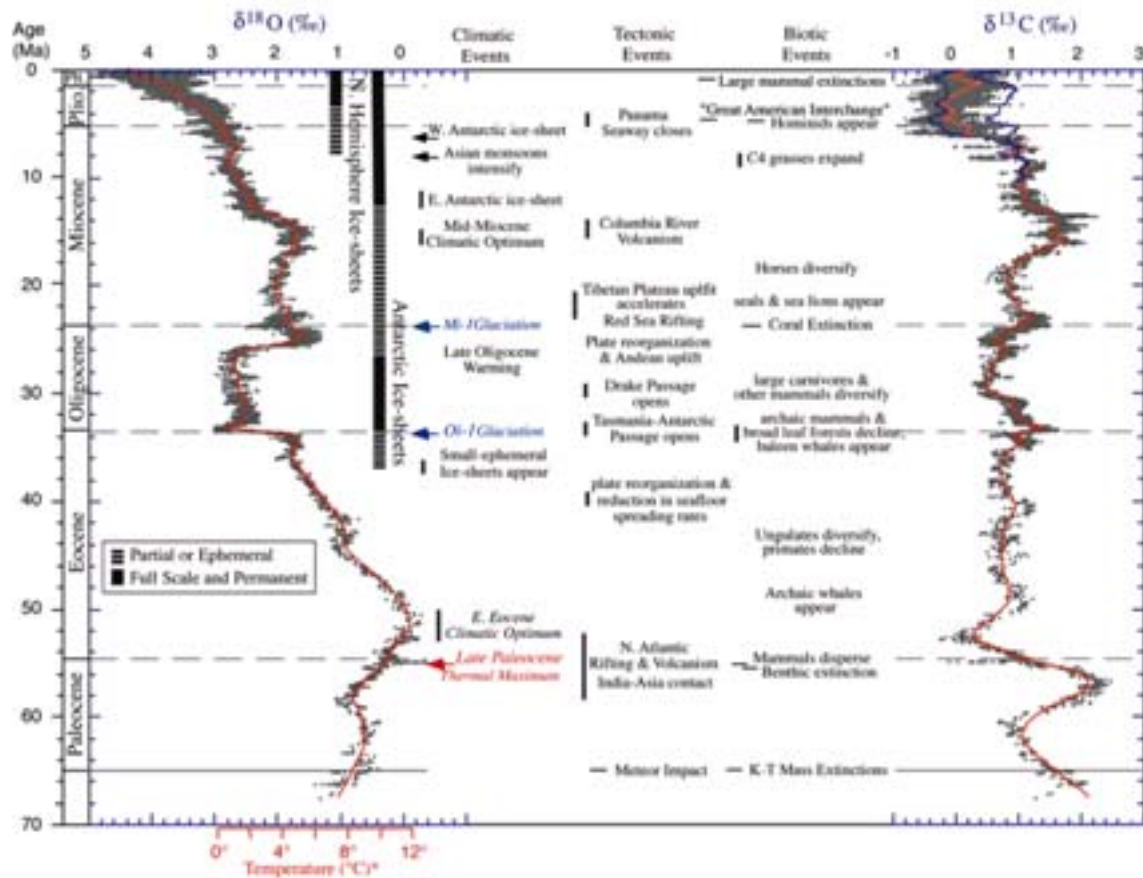 δ18O (‰)
δ13C (‰)
Age
(Ma)
5 4 3 2 1 0
Climatic
Events
Tectonic
Events
Biotic
Events
-1 0 1 2 3
0
10
20
30
40
50
60
70
Plio.
Miocene
Oligocene
Eocene
Paleocene
N. Hemisphere Ice-sheets
Antarctic Ice-sheets
W. Antarctic ice-sheet
Asian monsoons
intensify
E. Antarctic ice-sheet
Mid-Miocene
Climatic Optimum
Mi-1Glaciation
Late Oligocene
Warming
Oi-1Glaciation
Small-ephemeral
Ice-sheets appear
E. Eocene
Climatic Optimum
Late Paleocene
Thermal Maximum
Panama
Seaway closes
Columbia River
Volcanism
Tibetan Plateau uplfit
accelerates
Red Sea Rifting
Plate reorganization
& Andean uplift
Drake Passage
opens
Tasmania-Antarctic
Passage opens
plate reorganization &
reduction in seafloor
spreading rates
N. Atlantic
Rifting & Volcanism
India-Asia contact
Meteor Impact
Large mammal extinctions
"Great American Interchange"
Hominids appear
C4 grasses expand
Horses diversify
seals & sea lions appear
Coral Extinction
large carnivores &
other mammals diversify
archaic mammals &
broad leaf forests decline,
baleen whales appear
Ungulates diversify,
primates decline
Archaic whales
appear
Mammals disperse
Benthic extinction
K-T Mass Extinctions
Partial or Ephemeral
Full Scale and Permanent
0° 4° 8° 12°
Temperature (°C)*